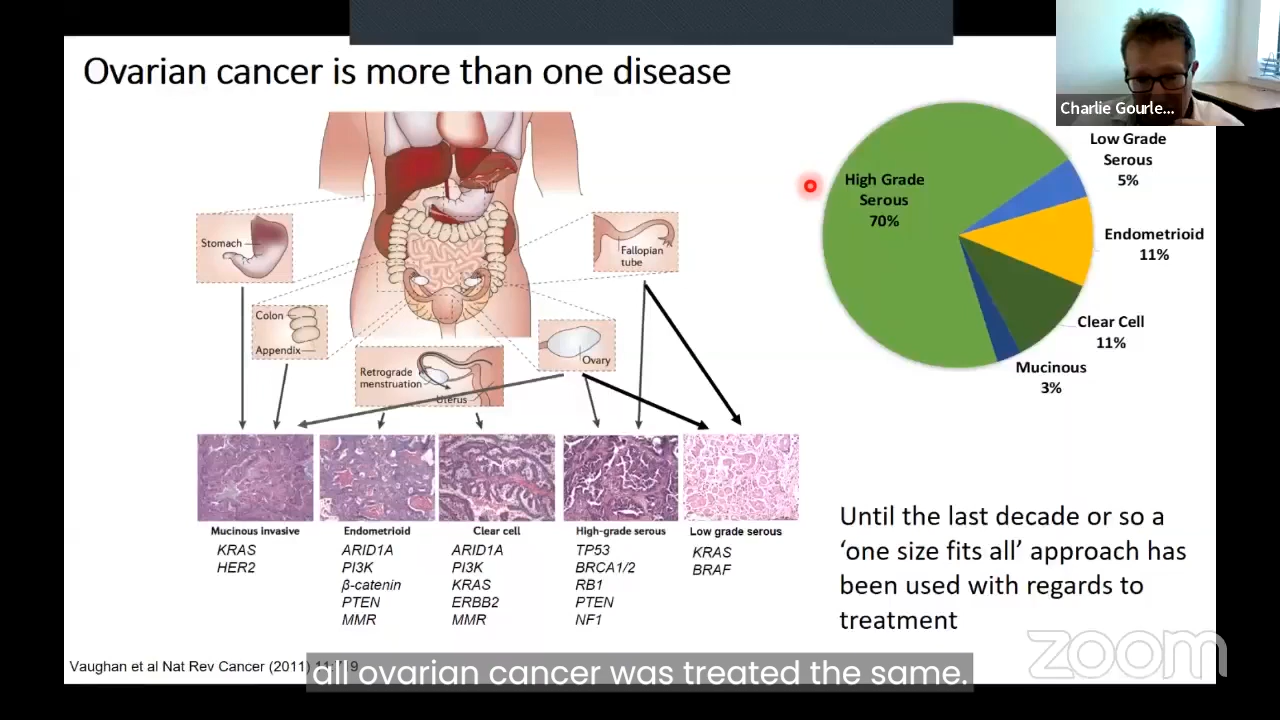 Ovarian cancer is more than one disease
Charlie Gourle...
Stomach
Colon
Appendix
Retrograde
menstruation
Uterus
Fallopian
tube
Ovary
High Grade
Serous
70%
Low Grade
Serous
5%
Endometrioid
11%
Clear Cell
11%
Mucinous
3%
Mucinous invasive
KRAS
HER2
Endometrioid
ARID1A
PI3K
β-catenin
PTEN
MMR
Clear cell
ARID1A
PI3K
KRAS
ERBB2
MMR
High-grade serous
TP53
BRCA1/2
RB1
PTEN
NF1
Low grade serous
KRAS
BRAF
Until the last decade or so a
‘one size fits all’ approach has
been used with regards to
treatment
Vaughan et al Nat Rev Cancer (2011)
all ovarian cancer was treated the same.
zoom